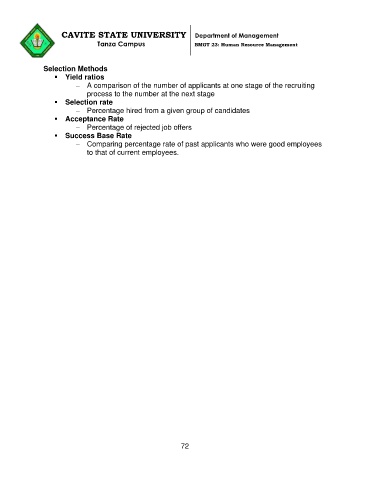 CAVITE STATE UNIVERSITY
Tanza Campus
Department of Management
BMGT 23: Human Resource Management
Selection Methods
▪ Yield ratios
– A comparison of the number of applicants at one stage of the recruiting
process to the number at the next stage
▪ Selection rate
– Percentage hired from a given group of candidates
▪ Acceptance Rate
– Percentage of rejected job offers
▪ Success Base Rate
– Comparing percentage rate of past applicants who were good employees
to that of current employees.
72